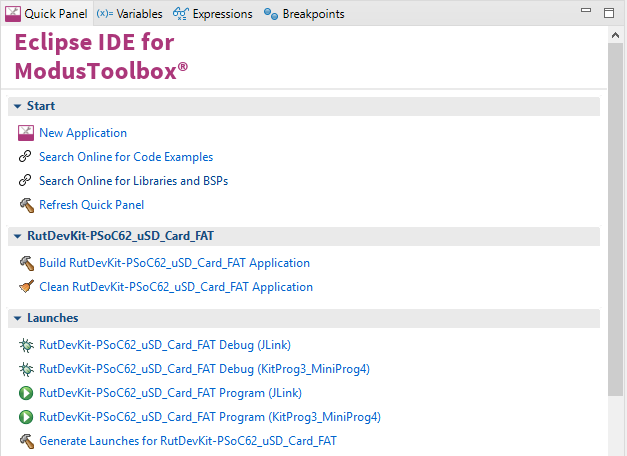 Quick Panel (x)= Variables Expressions Breakpoints
Eclipse IDE for
ModusToolbox®
Start
New Application
Search Online for Code Examples
Search Online for Libraries and BSPs
Refresh Quick Panel
RutDevKit-PSoC62_uSD_Card_FAT
Build RutDevKit-PSoC62_uSD_Card_FAT Application
Clean RutDevKit-PSoC62_uSD_Card_FAT Application
Launches
RutDevKit-PSoC62_uSD_Card_FAT Debug (JLink)
RutDevKit-PSoC62_uSD_Card_FAT Debug (KitProg3_MiniProg4)
RutDevKit-PSoC62_uSD_Card_FAT Program (JLink)
RutDevKit-PSoC62_uSD_Card_FAT Program (KitProg3_MiniProg4)
Generate Launches for RutDevKit-PSoC62_uSD_Card_FAT